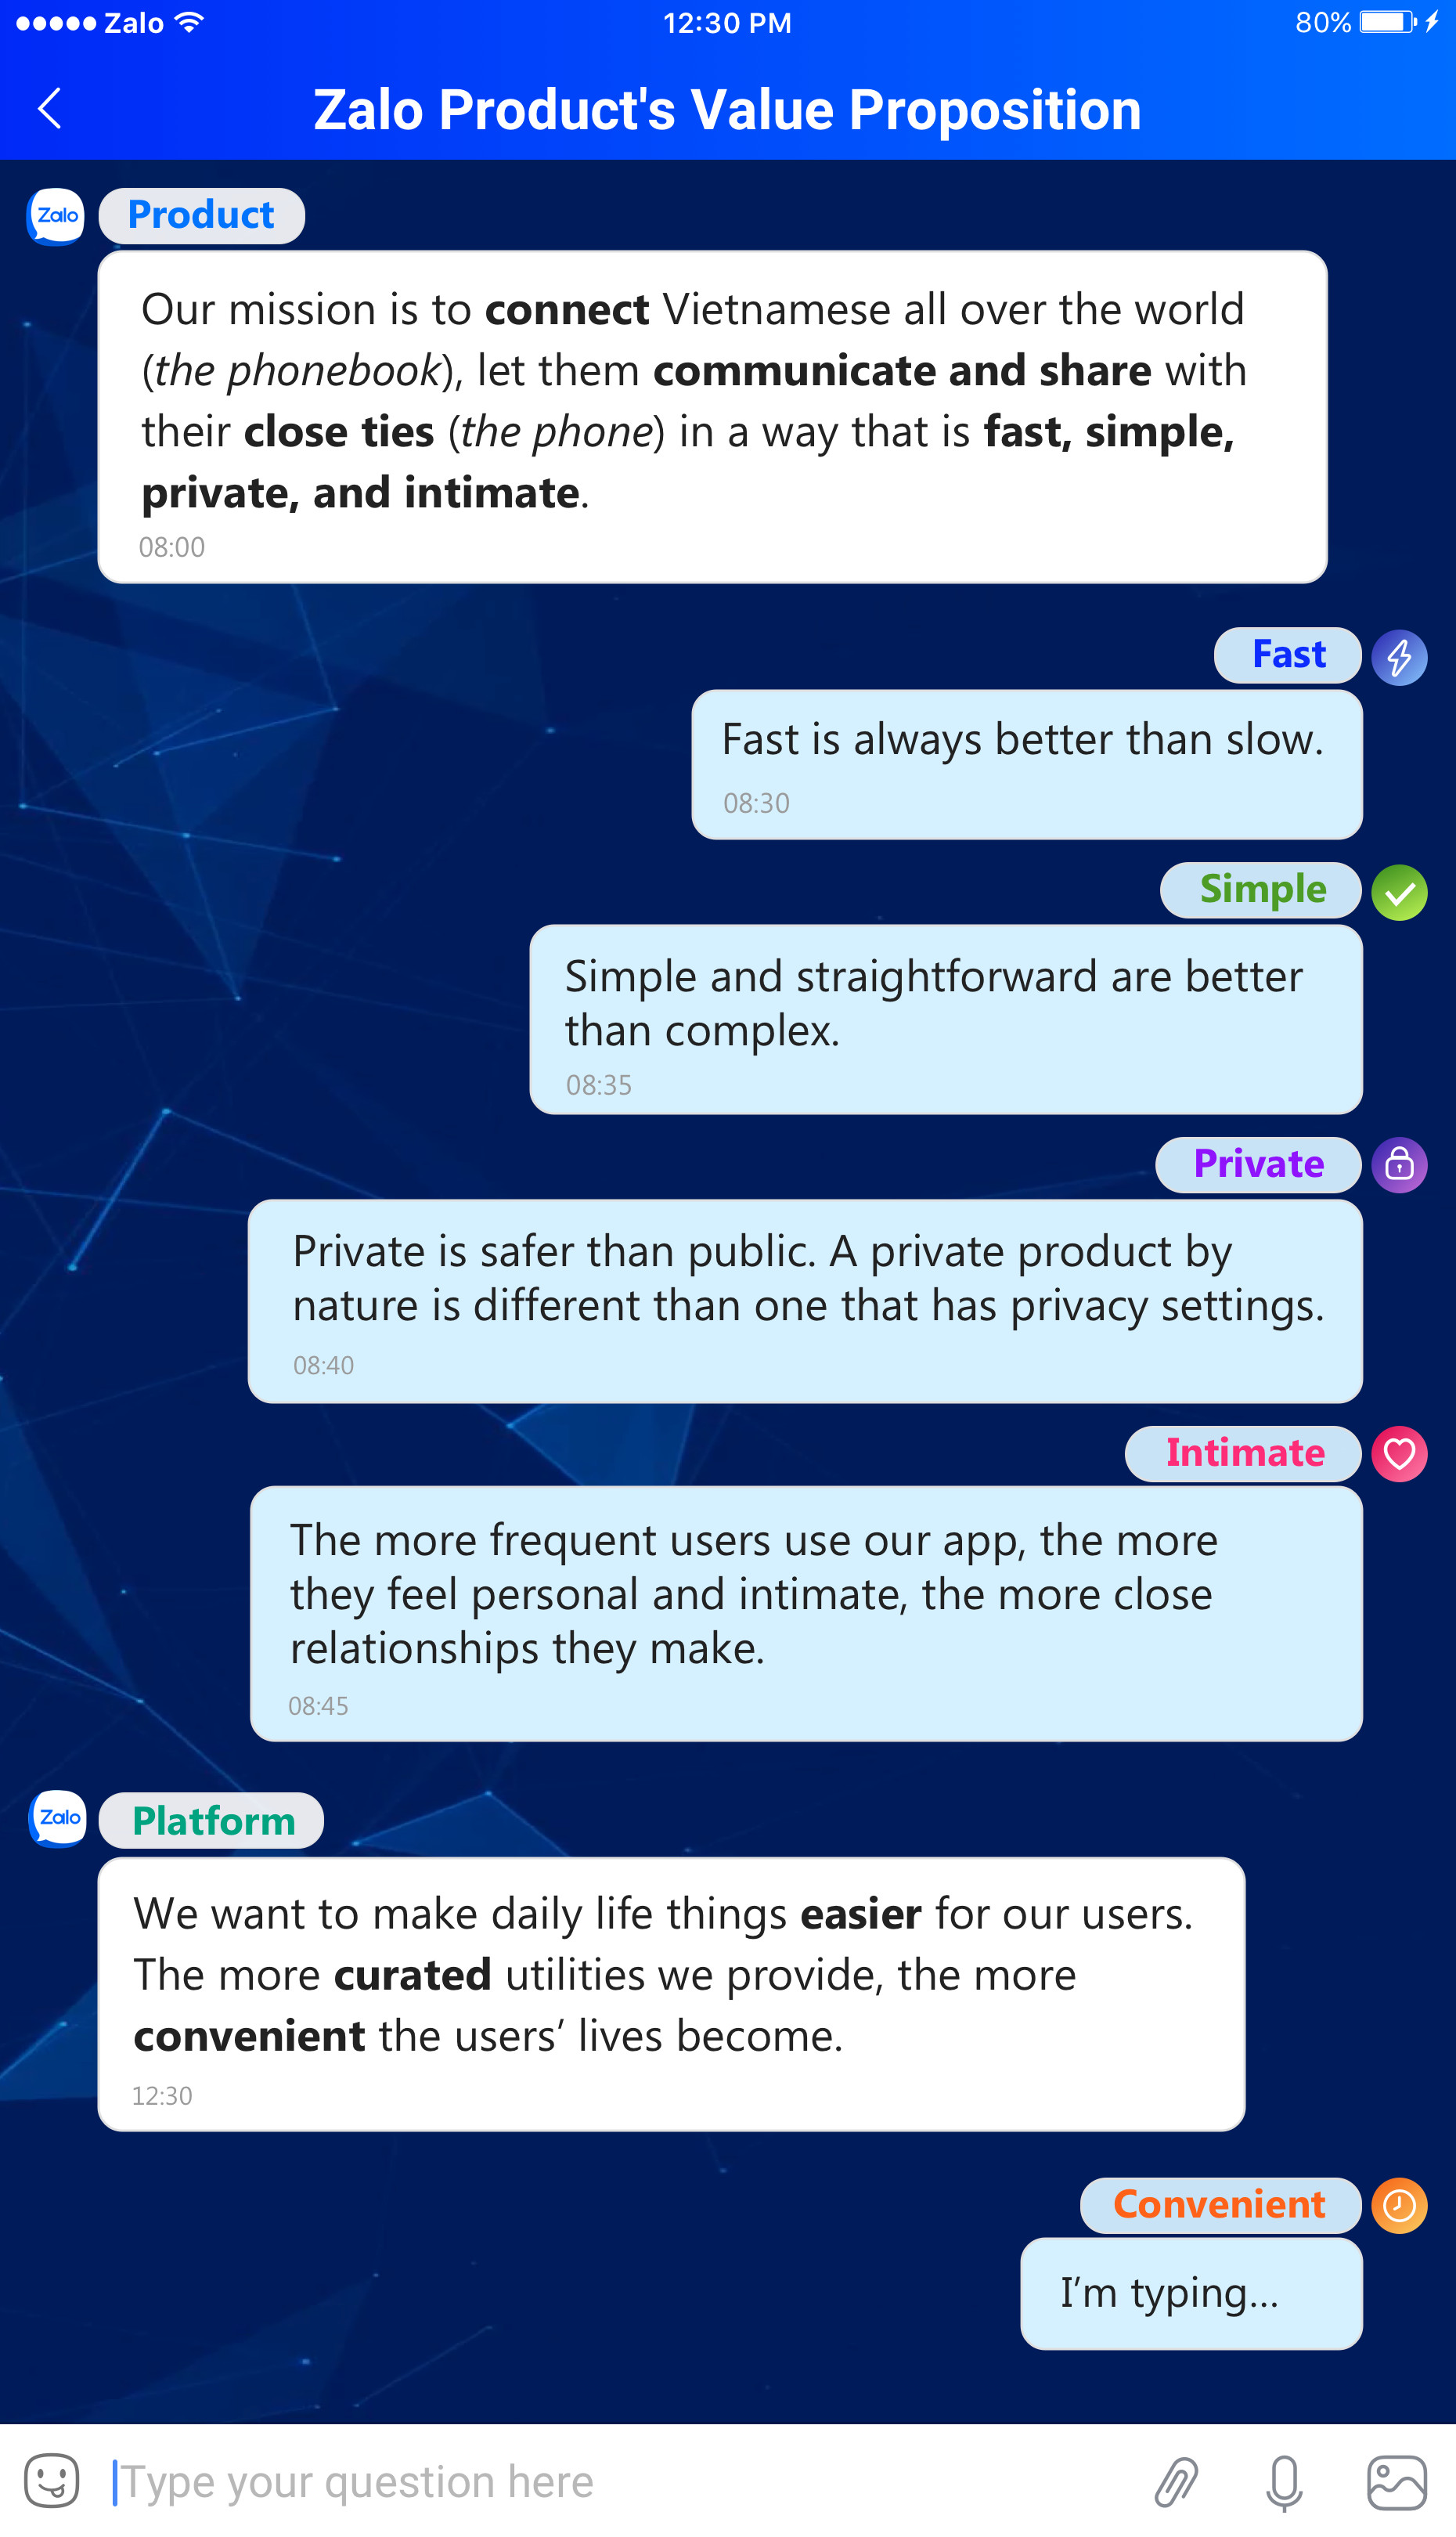 Zalo 12:30 PM 80%
Zalo Product's Value Proposition
Zalo Product
Our mission is to connect Vietnamese all over the world
(the phonebook), let them communicate and share with
their close ties (the phone) in a way that is fast, simple,
private, and intimate.
08:00
Fast
Fast is always better than slow.
08:30
Simple
Simple and straightforward are better
than complex.
08:35
Private
Private is safer than public. A private product by
nature is different than one that has privacy settings.
08:40
Intimate
The more frequent users use our app, the more
they feel personal and intimate, the more close
relationships they make.
08:45
Zalo Platform
We want to make daily life things easier for our users.
The more curated utilities we provide, the more
convenient the users’ lives become.
12:30
Convenient
I’m typing...
Type your question here